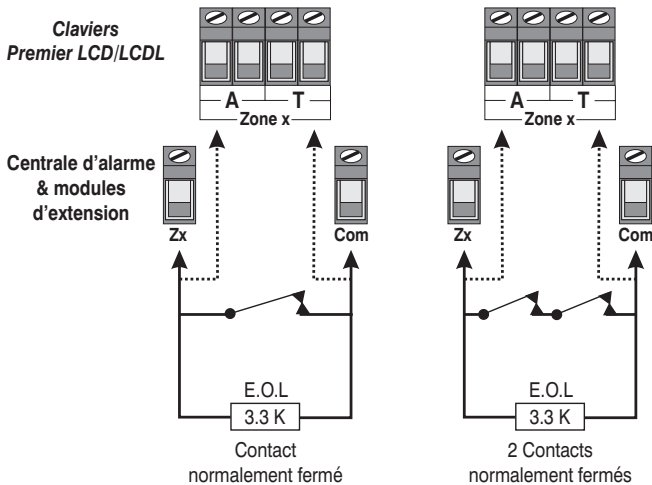 Claviers
Premier LCD/LCDL
A T A T
Zone x Zone x
Centrale d'alarme
& modules
d'extension
Zx Com Zx Com
E.O.L E.O.L
3.3 K 3.3 K
Contact
normalement fermé
2 Contacts
normalement fermés